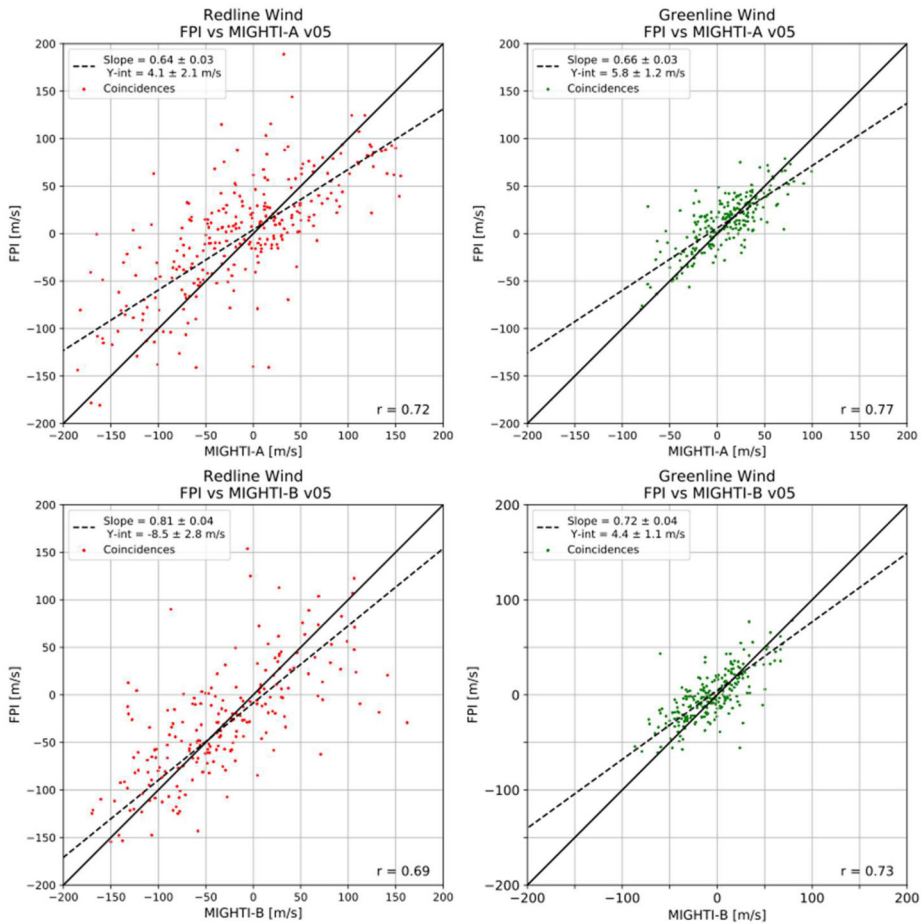 Redline Wind
FPI vs MIGHTI-A v05
200
150
100
50
0
−50
−100
−150
−200
FPI [m/s]
Slope = 0.64 ± 0.03
Y-int = 4.1 ± 2.1 m/s
Coincidences
r = 0.72
−200 −150 −100 −50 0 50 100 150 200
MIGHTI-A [m/s]
Greenline Wind
FPI vs MIGHTI-A v05
200
150
100
50
0
−50
−100
−150
−200
FPI [m/s]
Slope = 0.66 ± 0.03
Y-int = 5.8 ± 1.2 m/s
Coincidences
r = 0.77
−200 −150 −100 −50 0 50 100 150 200
MIGHTI-A [m/s]
Redline Wind
FPI vs MIGHTI-B v05
200
150
100
50
0
−50
−100
−150
−200
FPI [m/s]
Slope = 0.81 ± 0.04
Y-int = -8.5 ± 2.8 m/s
Coincidences
r = 0.69
−200 −150 −100 −50 0 50 100 150 200
MIGHTI-B [m/s]
Greenline Wind
FPI vs MIGHTI-B v05
200
100
0
−100
−200
FPI [m/s]
Slope = 0.72 ± 0.04
Y-int = 4.4 ± 1.1 m/s
Coincidences
r = 0.73
−200 −100 0 100 200
MIGHTI-B [m/s]